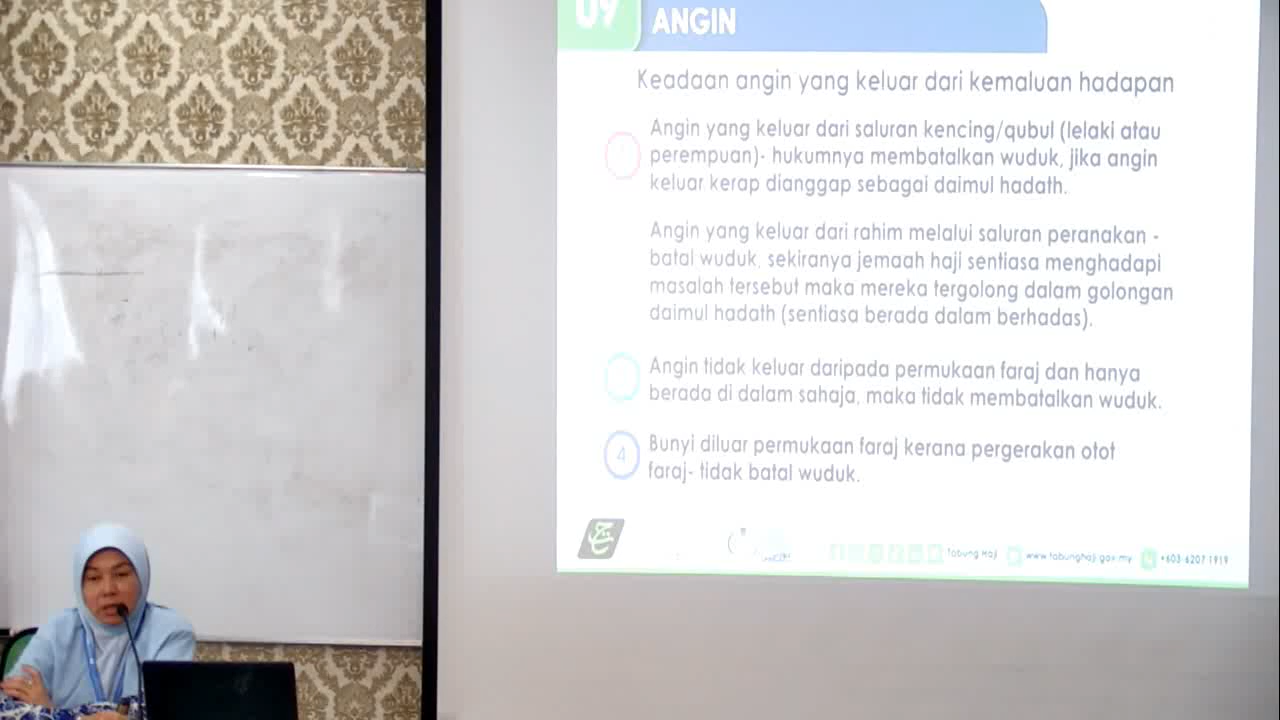 09
ANGIN
Keadaan angin yang keluar dari kemaluan hadapan
Angin yang keluar dari saluran kencing/qubul (lelaki atau
perempuan)- hukumnya membatalkan wuduk, jika angin
keluar kerap dianggap sebagai daimul hadath.
Angin yang keluar dari rahim melalui saluran peranakan -
batal wuduk, sekiranya jemaah haji sentiasa menghadapi
masalah tersebut maka mereka tergolong dalam golongan
daimul hadath (sentiasa berada dalam berhadas).
Angin tidak keluar daripada permukaan faraj dan hanya
berada di dalam sahaja, maka tidak membatalkan wuduk.
4
Bunyi diluar permukaan faraj kerana pergerakan otot
faraj- tidak batal wuduk.
Tabung Haji
www.tabunghaji.gov.my
+603-6207 1919